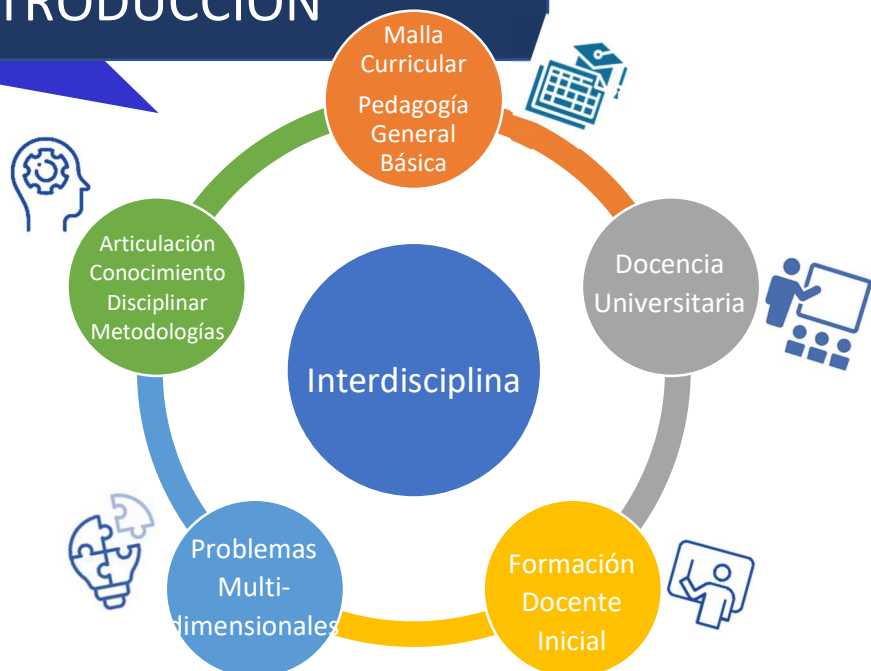 TRODUCCIÓN
Malla
Curricular
Pedagogía
General
Básica
Docencia
Universitaria
Formación
Docente
Inicial
Problemas
Multi-
dimensionales
Articulación
Conocimiento
Disciplinar
Metodologías
Interdisciplina